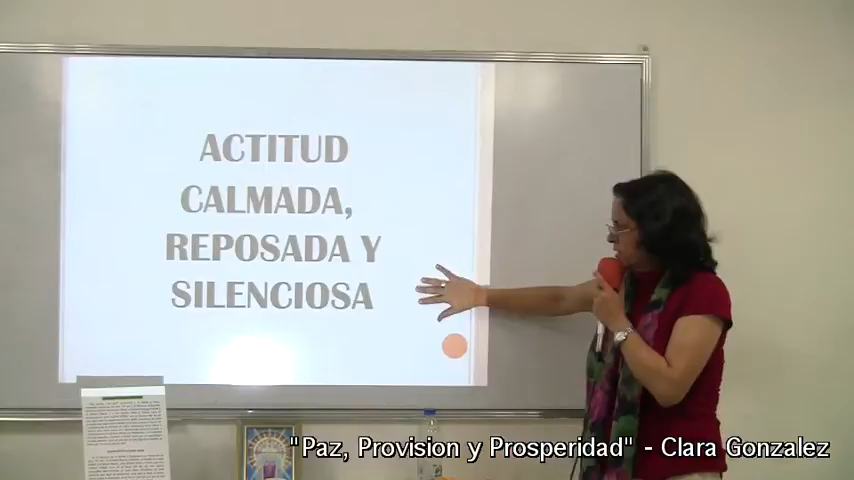 ACTITUD
CALMADA,
REPOSADA Y
SILENCIOSA
"Paz, Provision y Prosperidad" - Clara Gonzalez